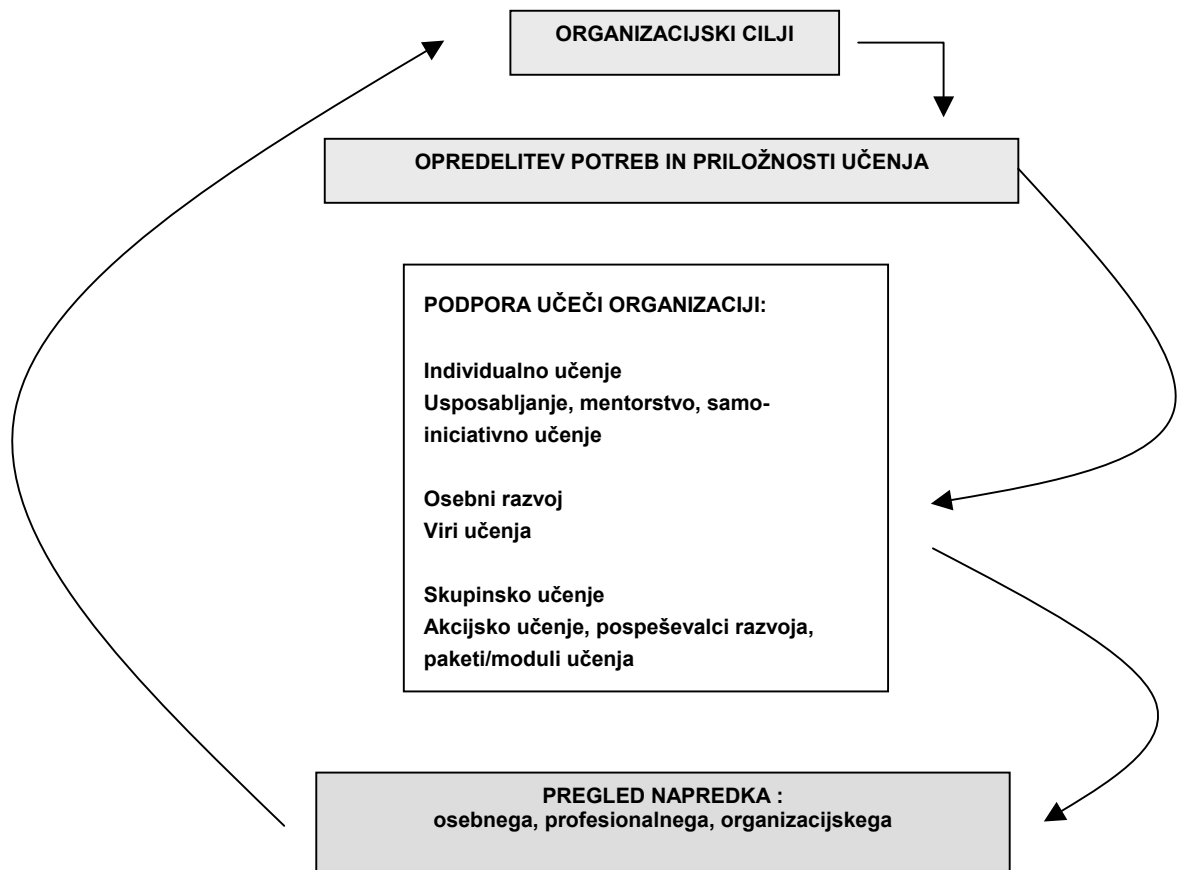 ORGANIZACIJSKI CILJI
OPREDELITEV POTREB IN PRILOŽNOSTI UČENJA
PODPORA UČEČI ORGANIZACIJI:
Individualno učenje
Usposabljanje, mentorstvo, samo-
iniciativno učenje
Osebni razvoj
Viri učenja
Skupinsko učenje
Akcijsko učenje, pospeševalci razvoja,
paketi/moduli učenja
PREGLED NAPREDKA :
osebnega, profesionalnega, organizacijskega